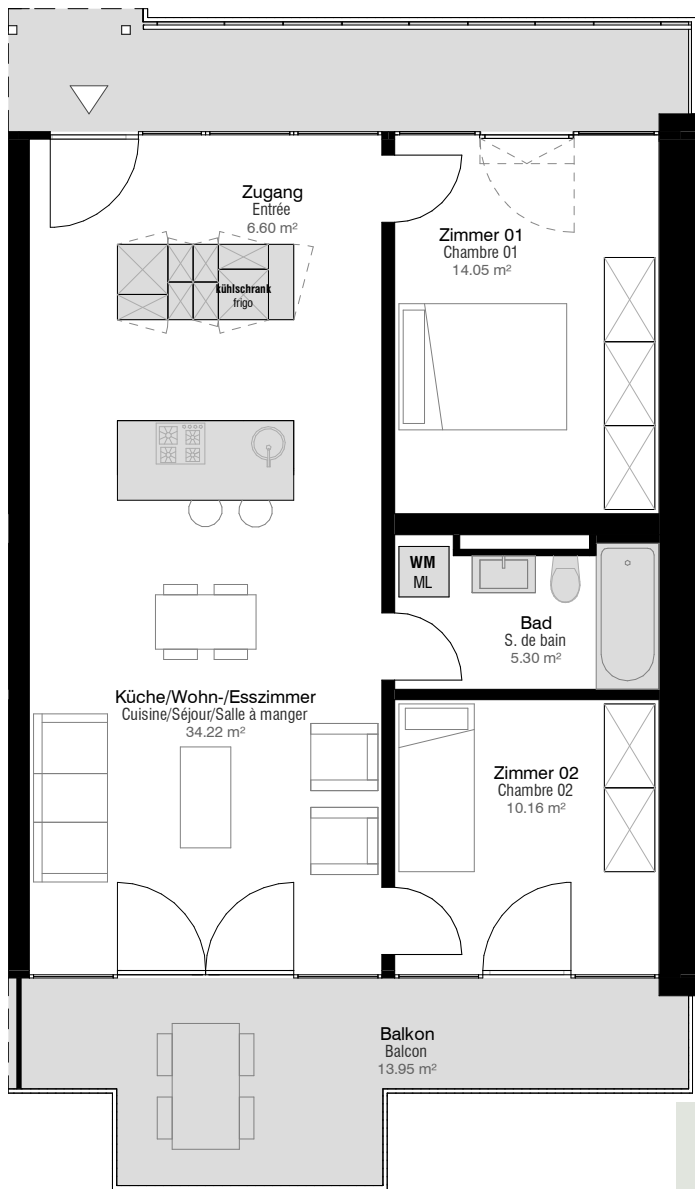 Zugang
Entrée
6.60 m²
Zimmer 01
Chambre 01
14.05 m²
kühlschrank
frigo
WM
ML
Bad
S. de bain
5.30 m²
Küche/Wohn-/Esszimmer
Cuisine/Séjour/Salle à manger
34.22 m²
Zimmer 02
Chambre 02
10.16 m²
Balkon
Balcon
13.95 m²